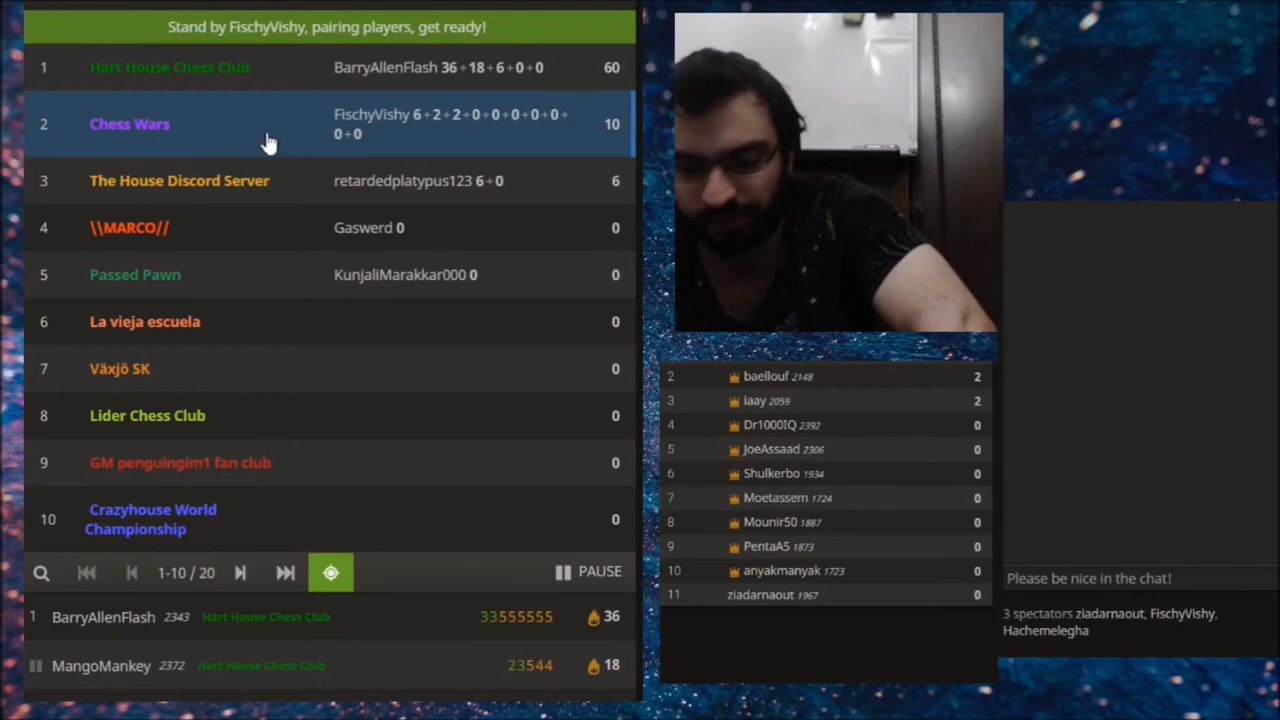 Stand by FischyVishy, pairing players, get ready!
1 Hart House Chess Club BarryAllenFlash 36+18+6+0+0 60
2 Chess Wars FischyVishy 6+2+2+0+0+0+0+0+
0+0 10
3 The House Discord Server retardedplatypus123 6+0 6
4 \\MARCO// Gaswerd 0 0
5 Passed Pawn KunjaliMarakkar000 0 0
6 La vieja escuela 0
7 Växjö SK 0
8 Lider Chess Club 0
9 GM penguingim1 fan club 0
10 Crazyhouse World
Championship 0
1-10 / 20 PAUSE
1 BarryAllenFlash 2343 Hart House Chess Club 33555555 36
MangoMankey 2372 Hart House Chess Club 23544 18
2 baellouf 2148 2
3 iaay 2059 2
4 Dr1000IQ 2392 0
5 JoeAssaad 2306 0
6 Shulkerbo 1934 0
7 Moetassem 1724 0
8 Mounir50 1887 0
9 PentaA5 1873 0
10 anyakmanyak 1723 0
11 ziadarnaout 1967 0
Please be nice in the chat!
3 spectators ziadarnaout, FischyVishy,
Hachemelegha